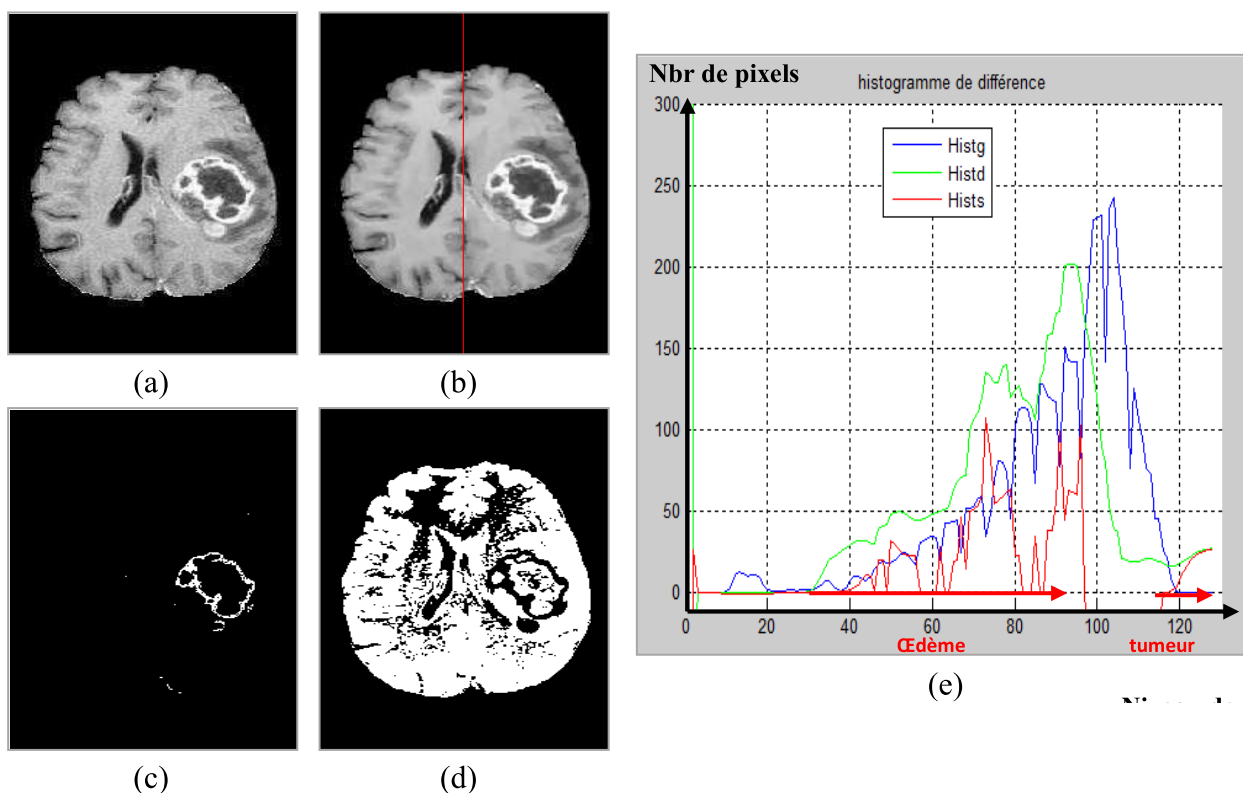 (a)
(b)
(c)
(d)
Nbr de pixels
histogramme de différence
Histg
Histd
Hists
300
250
200
150
100
50
0
0 20 40 60 80 100 120
Œdème tumeur
(e)